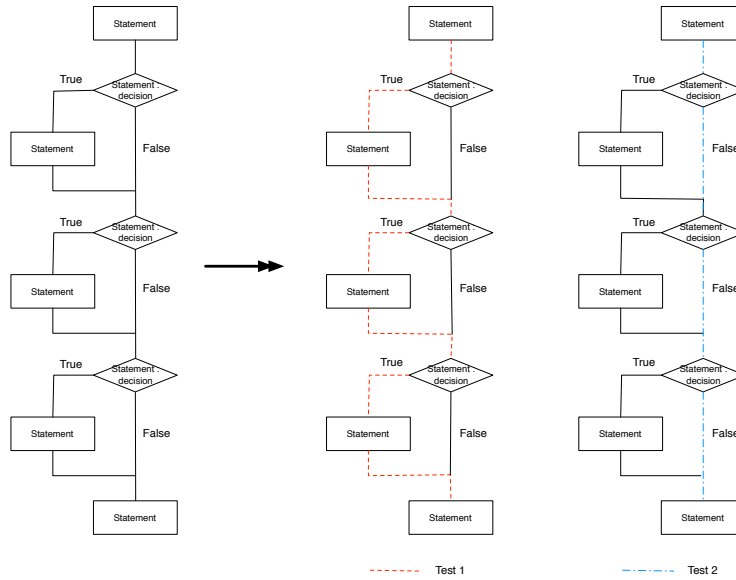 Statement
Statement
Statement
True
Statement :
decision
True
Statement :
decision
True
Statement :
decision
Statement
False
Statement
False
Statement
False
True
Statement :
decision
True
Statement :
decision
True
Statement :
decision
Statement
False
Statement
False
Statement
False
True
Statement :
decision
True
Statement :
decision
True
Statement :
decision
Statement
False
Statement
False
Statement
False
Statement
Statement
Statement
Test 1
Test 2